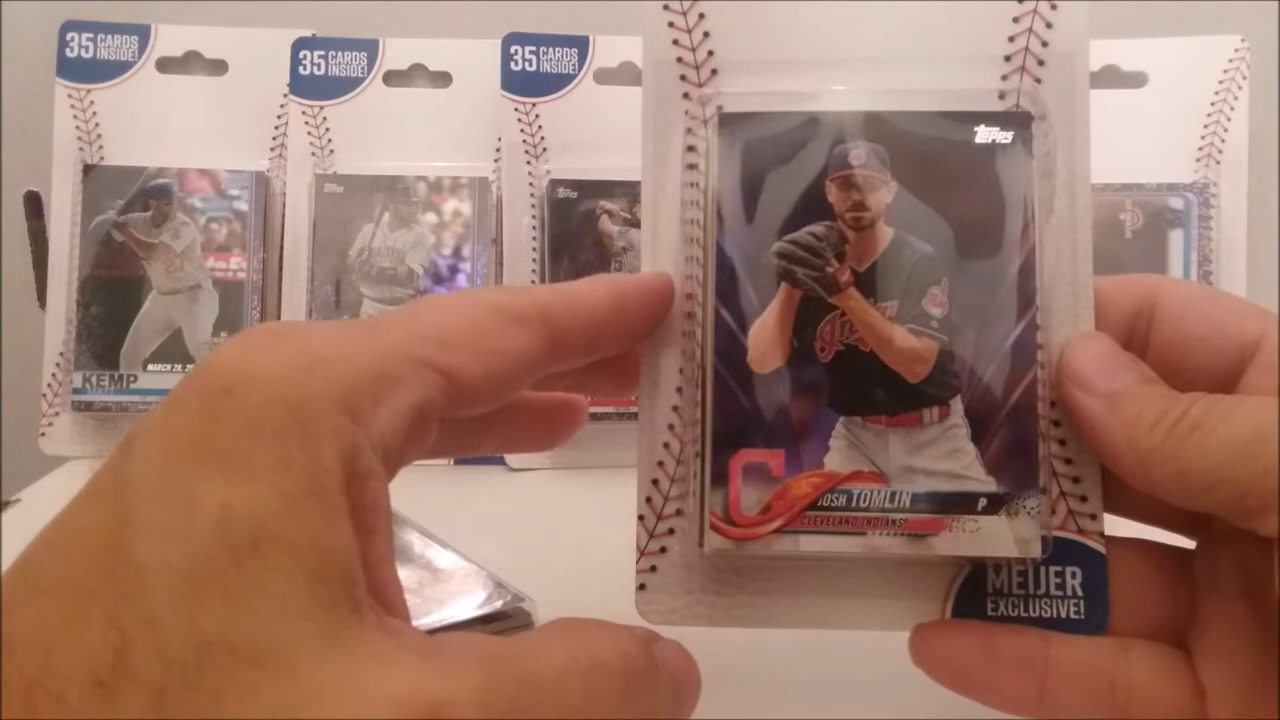 35 CARDS INSIDE!
35 CARDS INSIDE!
35 CARDS INSIDE!
Topps
Topps
Topps
MARCH 28, 20
KEMP
JOSH TOMLIN P
CLEVELAND INDIANS
MEIJER
EXCLUSIVE!